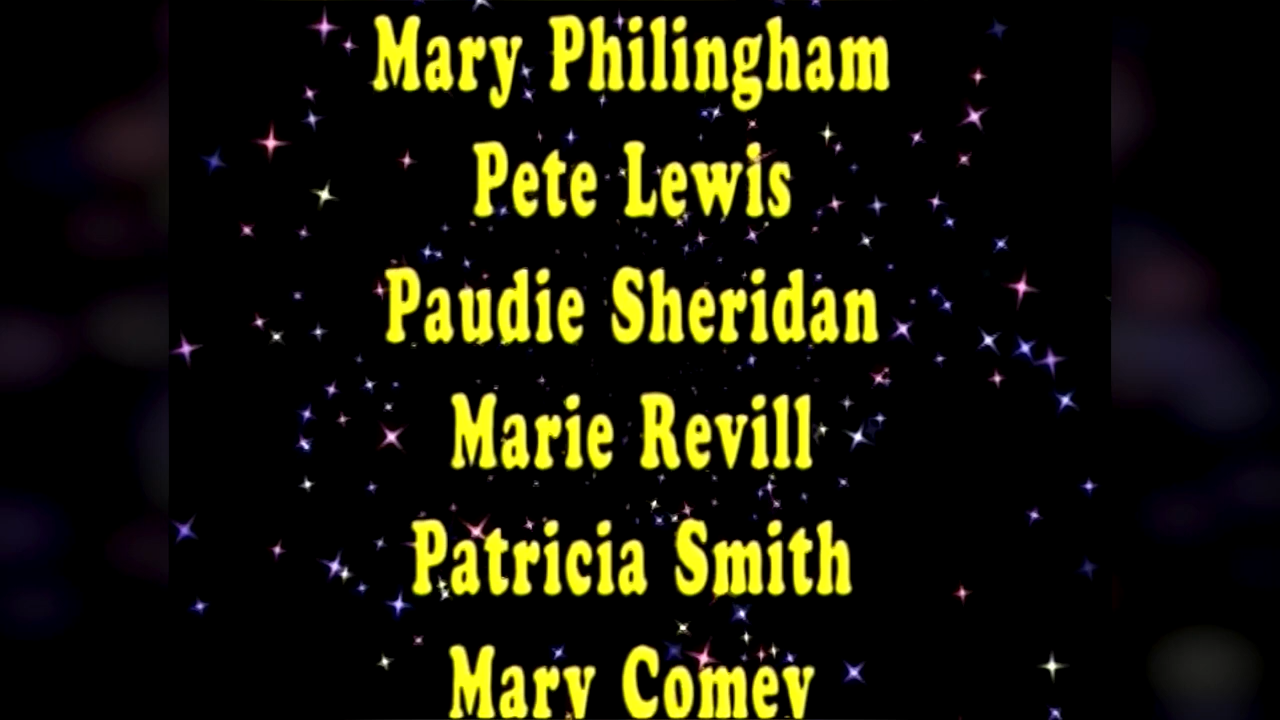 Mary Philingham
Pete Lewis
Paudie Sheridan
Marie Revill
Patricia Smith
Mary Comey